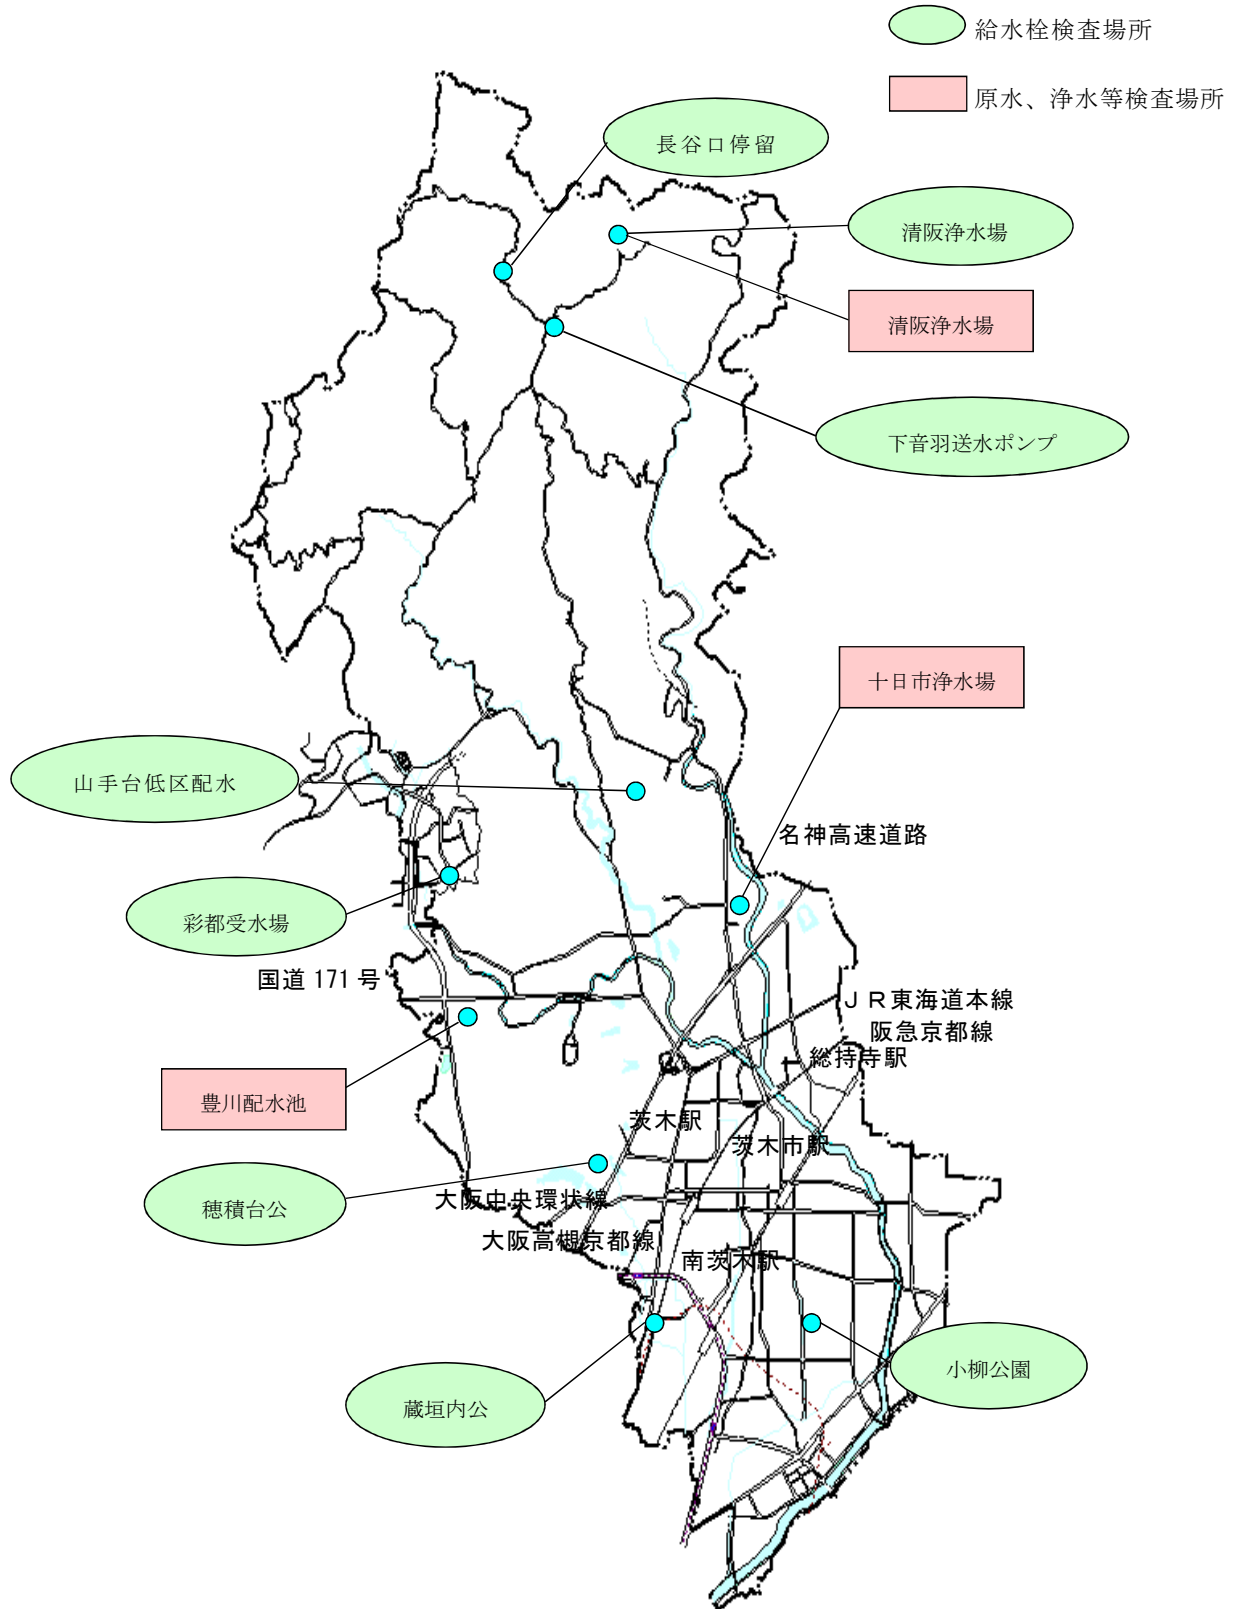 給水栓検査場所
原水、浄水等検査場所
長谷口停留
清阪浄水場
清阪浄水場
下音羽送水ポンプ
十日市浄水場
山手台低区配水
名神高速道路
彩都受水場
国道 171 号
ＪＲ東海道本線
阪急京都線
総持寺駅
豊川配水池
茨木駅
茨木市駅
穂積台公
大阪中央環状線
大阪高槻京都線
南茨木駅
小柳公園
蔵垣内公